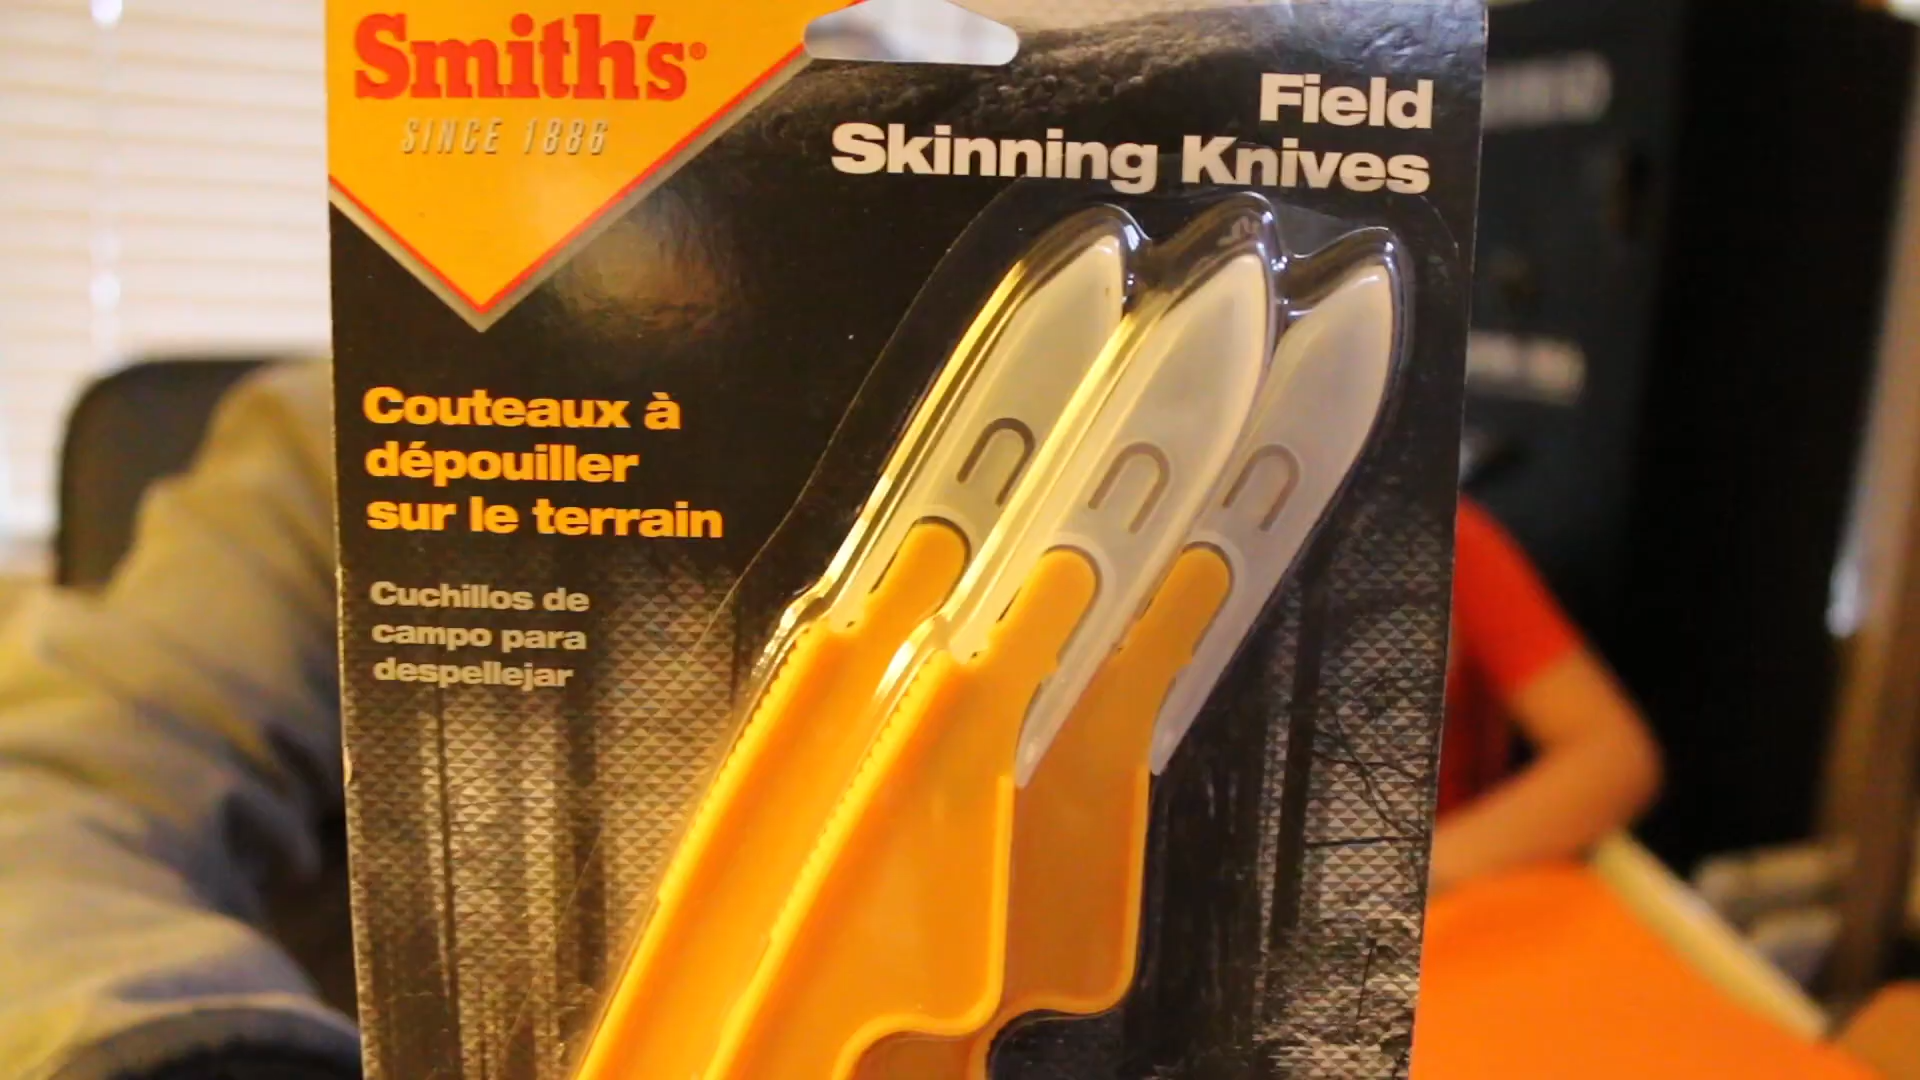 Smith's®
SINCE 1886
Field
Skinning Knives
Couteaux à
dépouiller
sur le terrain
Cuchillos de
campo para
despellejar